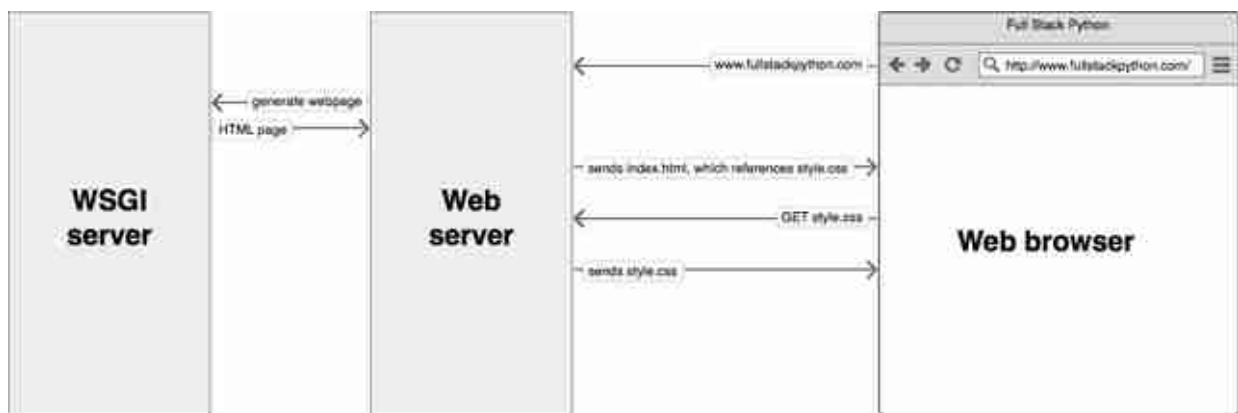 Full Stack Python
www.fullstackpython.com
http://www.fullstackpython.com/
generate webpage
HTML page
sends index.html, which references style.css
WSGI
server
Web
server
GET style.css
Web browser
sends style.css